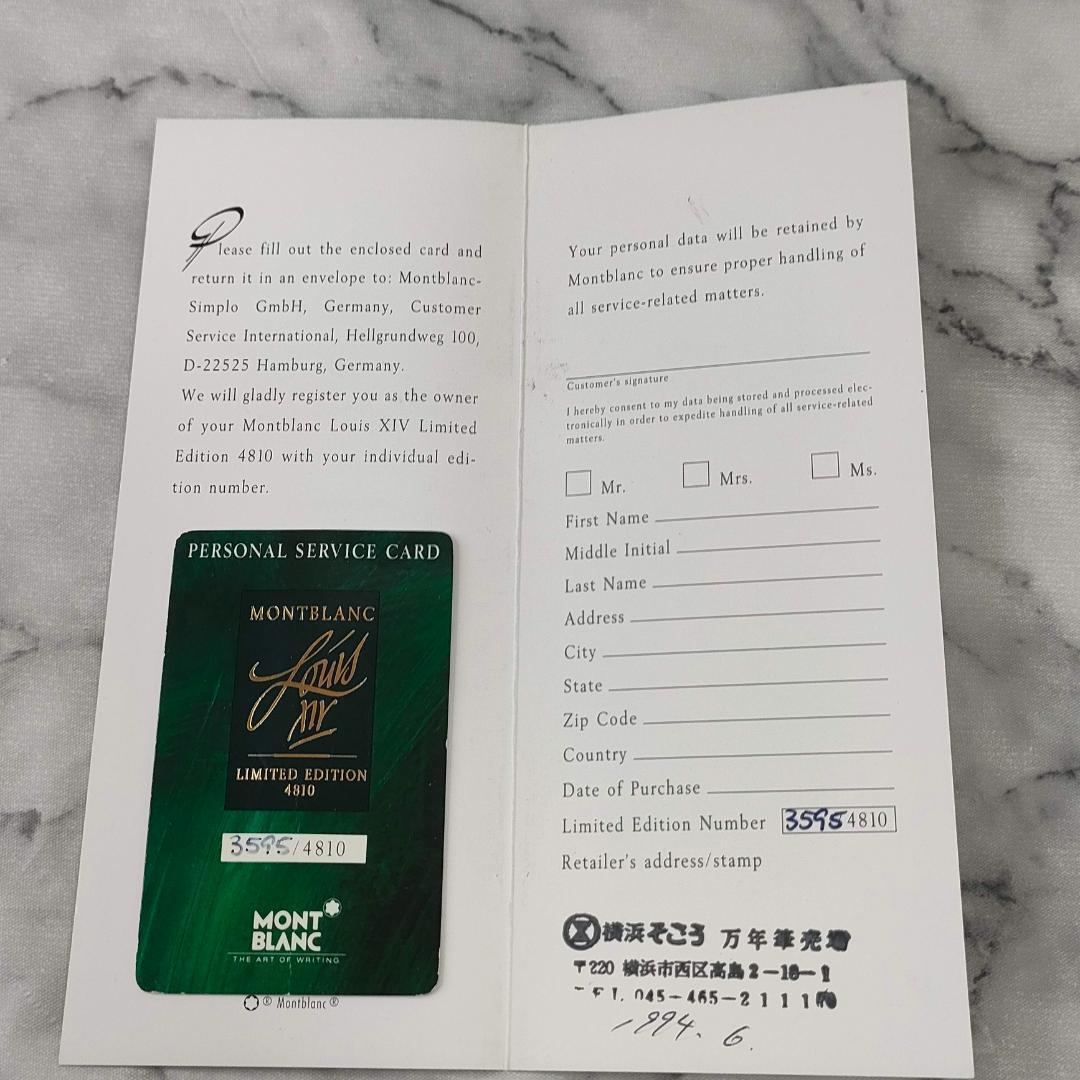 Please fill out the enclosed card and
return it in an envelope to: Montblanc-
Simplo GmbH, Germany, Customer
Service International, Hellgrundweg 100,
D-22525 Hamburg, Germany.
We will gladly register you as the owner
of your Montblanc Louis XIV Limited
Edition 4810 with your individual edi-
tion number.
PERSONAL SERVICE CARD
MONTBLANC
Louis
XIV
LIMITED EDITION
4810
3595/4810
MONT
BLANC
THE ART OF WRITING
® Montblanc ®
Your personal data will be retained by
Montblanc to ensure proper handling of
all service-related matters.
Customer's signature
I hereby consent to my data being stored and processed elec-
tronically in order to expedite handling of all service-related
matters.
Mr. Mrs. Ms.
First Name
Middle Initial
Last Name
Address
City
State
Zip Code
Country
Date of Purchase
Limited Edition Number 3595 4810
Retailer's address/stamp
横浜そごう 万年筆売場
〒220 横浜市西区高島2-18-1
045-465-2111
1994. 6.